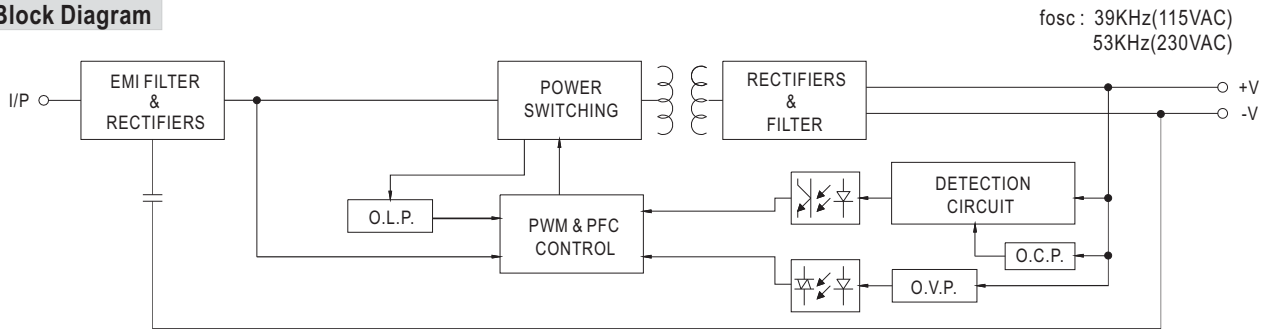 Block Diagram
fosc : 39KHz(115VAC)
53KHz(230VAC)
I/P
EMI FILTER
&
RECTIFIERS
POWER
SWITCHING
RECTIFIERS
&
FILTER
+V
-V
O.L.P.
PWM & PFC
CONTROL
DETECTION
CIRCUIT
O.C.P.
O.V.P.